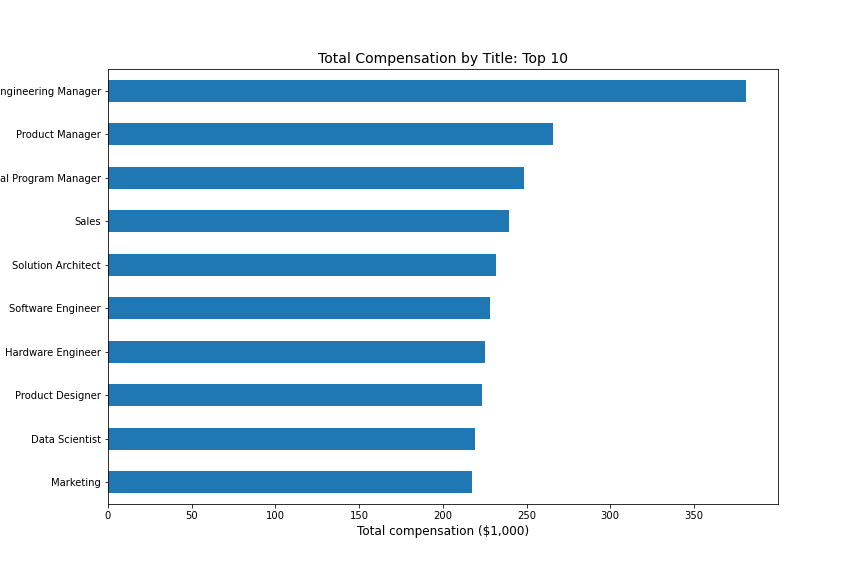 Total Compensation by Title: Top 10
ngineering Manager
Product Manager
al Program Manager
Sales
Solution Architect
Software Engineer
Hardware Engineer
Product Designer
Data Scientist
Marketing
0 50 100 150 200 250 300 350
Total compensation ($1,000)